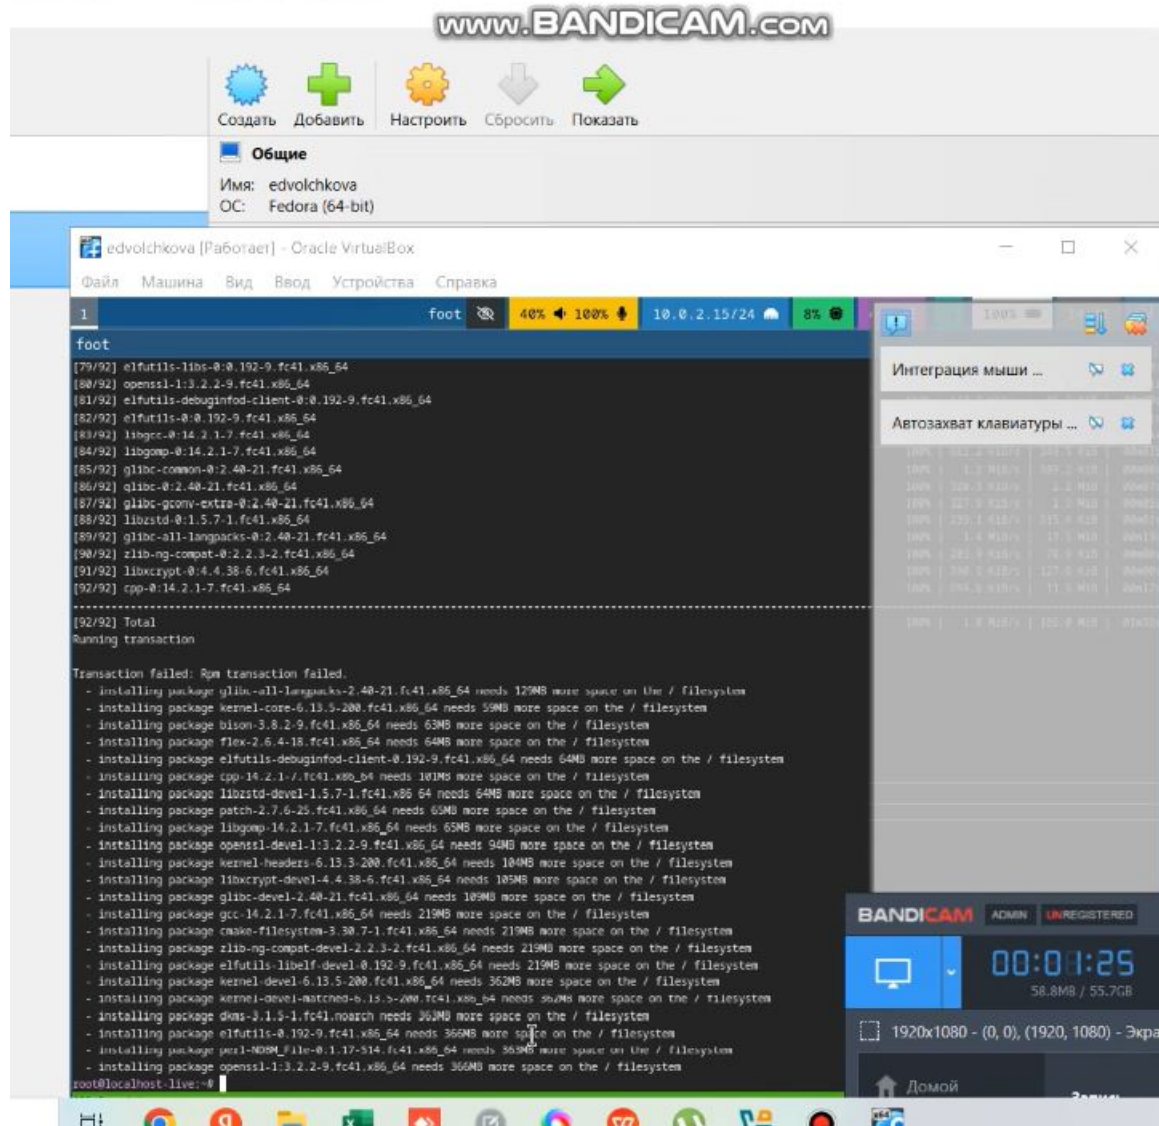 www.BANDICAM.com
Создать Добавить Настроить Сбросить Показать
Общие
Имя: edvolchkova
ОС: Fedora (64-bit)
edvolchkova [Работает] - Oracle VirtualBox
Файл Машина Вид Ввод Устройства Справка
1 foot 40% 100% 10.0.2.15/24 8% 100%
foot
[79/92] elfutils-libs-0:0.192-9.fc41.x86_64
[80/92] openssl-1:3.2.2-9.fc41.x86_64
[81/92] elfutils-debuginfod-client-0:0.192-9.fc41.x86_64
[82/92] elfutils-0:0.192-9.fc41.x86_64
[83/92] libgcc-0:14.2.1-7.fc41.x86_64
[84/92] libgomp-0:14.2.1-7.fc41.x86_64
[85/92] glibc-common-0:2.40-21.fc41.x86_64
[86/92] glibc-0:2.40-21.fc41.x86_64
[87/92] glibc-gconv-extra-0:2.40-21.fc41.x86_64
[88/92] libzstd-0:1.5.7-1.fc41.x86_64
[89/92] glibc-all-langpacks-0:2.40-21.fc41.x86_64
[90/92] zlib-ng-compat-0:2.2.3-2.fc41.x86_64
[91/92] libxcrypt-0:4.4.38-6.fc41.x86_64
[92/92] cpp-0:14.2.1-7.fc41.x86_64
[92/92] Total
Running transaction
Transaction failed: Rpm transaction failed.
- installing package glibc-all-langpacks-2.40-21.fc41.x86_64 needs 129MB more space on the / filesystem
- installing package kernel-core-6.13.5-200.fc41.x86_64 needs 59MB more space on the / filesystem
- installing package bison-3.8.2-9.fc41.x86_64 needs 63MB more space on the / filesystem
- installing package flex-2.6.4-18.fc41.x86_64 needs 64MB more space on the / filesystem
- installing package elfutils-debuginfod-client-0.192-9.fc41.x86_64 needs 64MB more space on the / filesystem
- installing package cpp-14.2.1-7.fc41.x86_64 needs 101MB more space on the / filesystem
- installing package libzstd-devel-1.5.7-1.fc41.x86_64 needs 64MB more space on the / filesystem
- installing package patch-2.7.6-25.fc41.x86_64 needs 65MB more space on the / filesystem
- installing package libgomp-14.2.1-7.fc41.x86_64 needs 65MB more space on the / filesystem
- installing package openssl-devel-1:3.2.2-9.fc41.x86_64 needs 94MB more space on the / filesystem
- installing package kernel-headers-6.13.3-200.fc41.x86_64 needs 104MB more space on the / filesystem
- installing package libxcrypt-devel-4.4.38-6.fc41.x86_64 needs 105MB more space on the / filesystem
- installing package glibc-devel-2.40-21.fc41.x86_64 needs 109MB more space on the / filesystem
- installing package gcc-14.2.1-7.fc41.x86_64 needs 219MB more space on the / filesystem
- installing package cmake-filesystem-3.30.7-1.fc41.x86_64 needs 219MB more space on the / filesystem
- installing package zlib-ng-compat-devel-2.2.3-2.fc41.x86_64 needs 219MB more space on the / filesystem
- installing package elfutils-libelf-devel-0.192-9.fc41.x86_64 needs 219MB more space on the / filesystem
- installing package kernel-devel-6.13.5-200.fc41.x86_64 needs 362MB more space on the / filesystem
- installing package kernel-devel-matched-6.13.5-200.fc41.x86_64 needs 362MB more space on the / filesystem
- installing package dkms-3.1.5-1.fc41.noarch needs 363MB more space on the / filesystem
- installing package elfutils-0.192-9.fc41.x86_64 needs 366MB more space on the / filesystem
- installing package perl-NDBM_File-0:1.17-514.fc41.x86_64 needs 363MB more space on the / filesystem
- installing package openssl-1:3.2.2-9.fc41.x86_64 needs 366MB more space on the / filesystem
root@localhost-live:~#
Интеграция мыши ...
Автозахват клавиатуры ...
BANDICAM ADMIN UNREGISTERED
00:01:25
58.8MB / 55.7GB
1920x1080 - (0, 0), (1920, 1080) - Экра
Домой